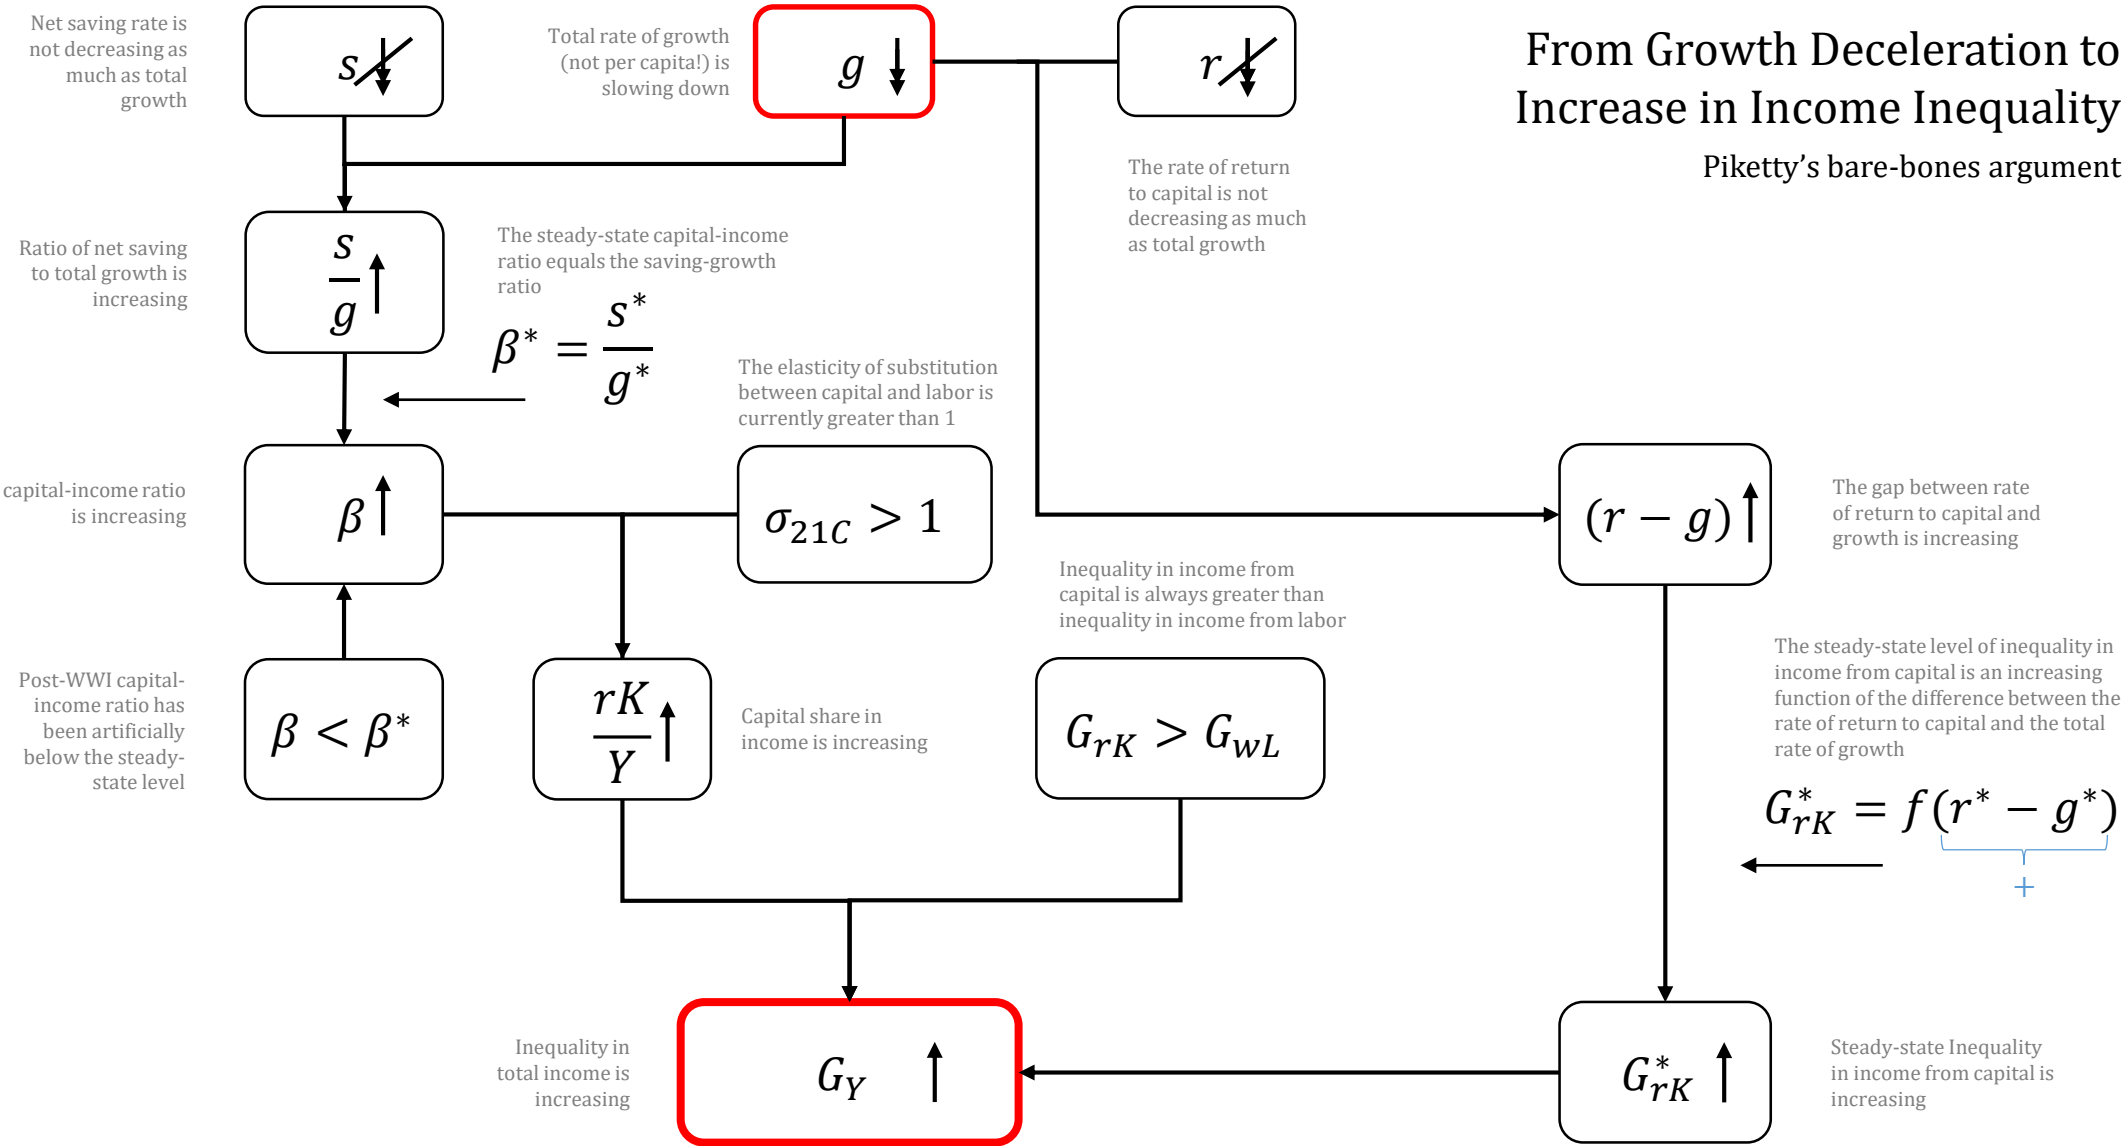 From Growth Deceleration to
Increase in Income Inequality
Piketty's bare-bones argument
Net saving rate is
not decreasing as
much as total
growth
s
Total rate of growth
(not per capita!) is
slowing down
g ↓
r
The rate of return
to capital is not
decreasing as much
as total growth
Ratio of net saving
to total growth is
increasing
s
g ↑
The steady-state capital-income
ratio equals the saving-growth
ratio
β* = s*
g*
The elasticity of substitution
between capital and labor is
currently greater than 1
capital-income ratio
is increasing
β ↑
σ21C > 1
(r − g) ↑
The gap between rate
of return to capital and
growth is increasing
Inequality in income from
capital is always greater than
inequality in income from labor
Post-WWI capital-
income ratio has
been artificially
below the steady-
state level
β < β*
rK
Y ↑
Capital share in
income is increasing
GrK > GwL
The steady-state level of inequality in
income from capital is an increasing
function of the difference between the
rate of return to capital and the total
rate of growth
G*rK = f(r* − g*)
+
Inequality in
total income is
increasing
GY ↑
G*rK ↑
Steady-state Inequality
in income from capital is
increasing